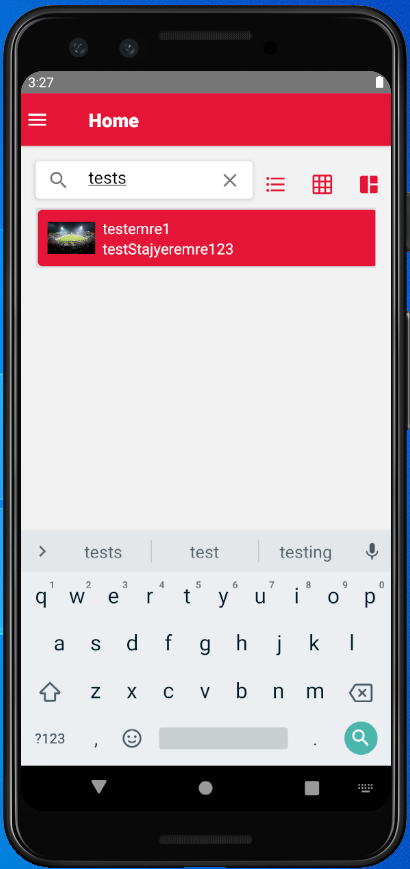 3:27
Home
tests
testemre1
testStajyeremre123
tests test testing
q1 w2 e3 r4 t5 y6 u7 i8 o9 p0
a s d f g h j k l
z x c v b n m
?123 , .